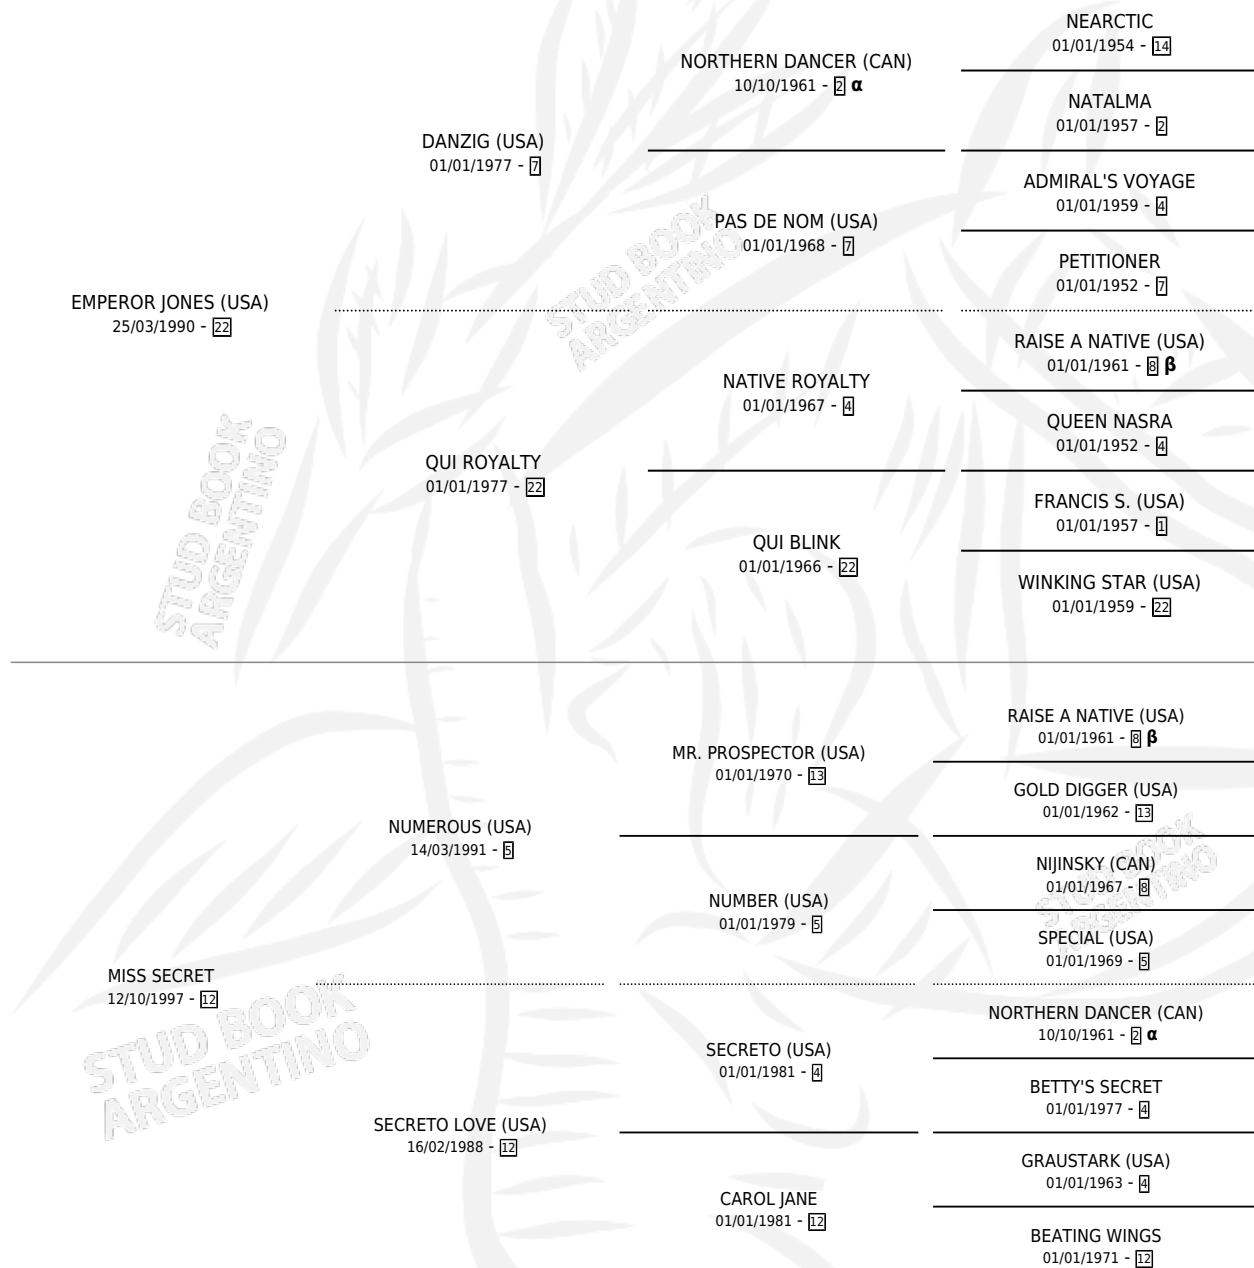 NEARCTIC
01/01/1954 - 14
NORTHERN DANCER (CAN)
10/10/1961 - 2 α
NATALMA
01/01/1957 - 2
DANZIG (USA)
01/01/1977 - 7
ADMIRAL'S VOYAGE
01/01/1959 - 4
PAS DE NOM (USA)
01/01/1968 - 7
PETITIONER
01/01/1952 - 7
EMPEROR JONES (USA)
25/03/1990 - 22
RAISE A NATIVE (USA)
01/01/1961 - 8 β
NATIVE ROYALTY
01/01/1967 - 4
QUEEN NASRA
01/01/1952 - 4
QUI ROYALTY
01/01/1977 - 22
FRANCIS S. (USA)
01/01/1957 - 1
QUI BLINK
01/01/1966 - 22
WINKING STAR (USA)
01/01/1959 - 22
RAISE A NATIVE (USA)
01/01/1961 - 8 β
MR. PROSPECTOR (USA)
01/01/1970 - 13
GOLD DIGGER (USA)
01/01/1962 - 13
NUMEROUS (USA)
14/03/1991 - 5
NIJINSKY (CAN)
01/01/1967 - 8
NUMBER (USA)
01/01/1979 - 5
SPECIAL (USA)
01/01/1969 - 5
MISS SECRET
12/10/1997 - 12
NORTHERN DANCER (CAN)
10/10/1961 - 2 α
SECRETO (USA)
01/01/1981 - 4
BETTY'S SECRET
01/01/1977 - 4
SECRETO LOVE (USA)
16/02/1988 - 12
GRAUSTARK (USA)
01/01/1963 - 4
CAROL JANE
01/01/1981 - 12
BEATING WINGS
01/01/1971 - 12
STUD BOOK
ARGENTINO
STUD BOOK
ARGENTINO
STUD BOOK
ARGENTINO
STUD BOOK
ARGENTINO